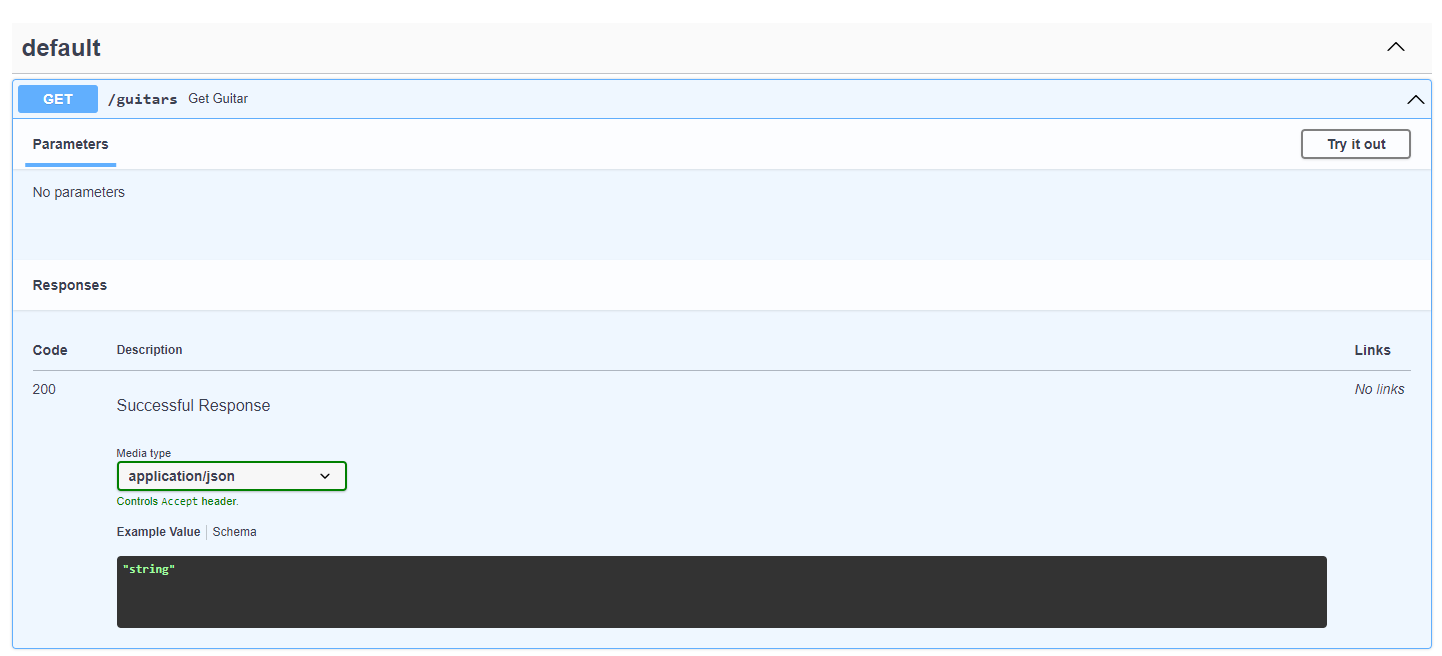 default
GET /guitars Get Guitar
Parameters Try it out
No parameters
Responses
Code Description Links
200 No links
Successful Response
Media type
application/json
Controls Accept header.
Example Value Schema
"string"